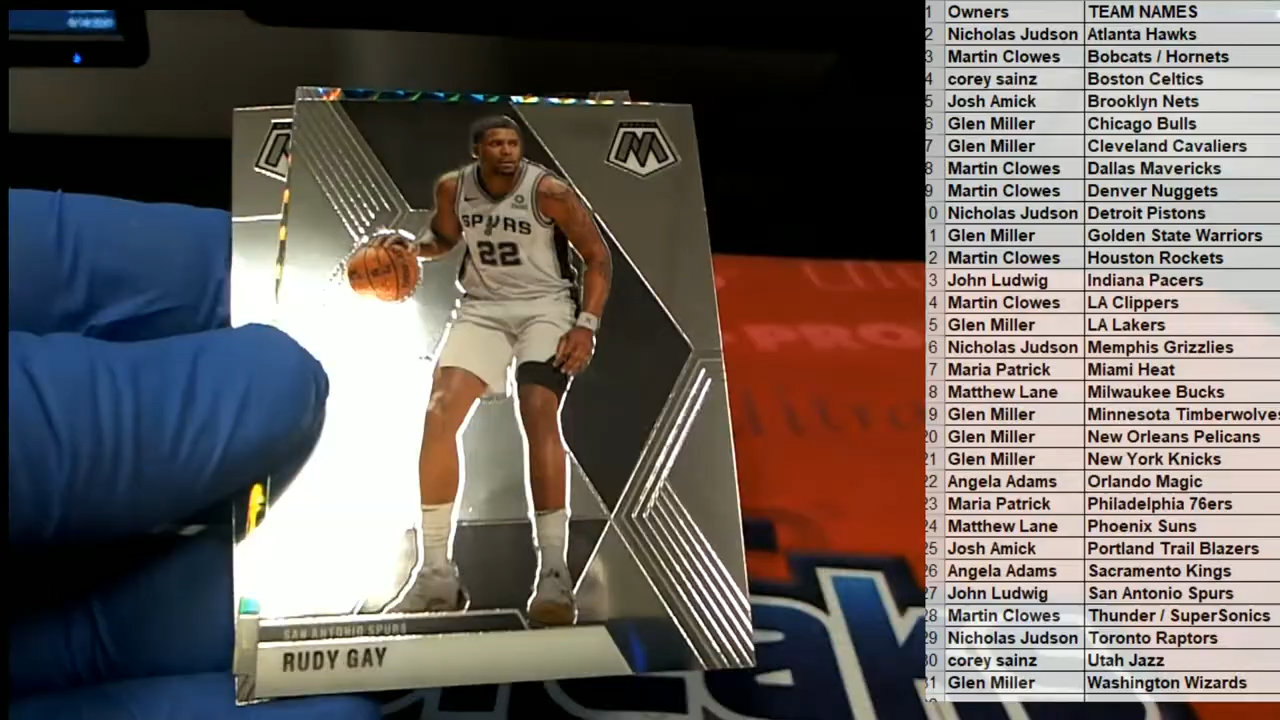 1 Owners TEAM NAMES
2 Nicholas Judson Atlanta Hawks
3 Martin Clowes Bobcats / Hornets
4 corey sainz Boston Celtics
5 Josh Amick Brooklyn Nets
6 Glen Miller Chicago Bulls
7 Glen Miller Cleveland Cavaliers
8 Martin Clowes Dallas Mavericks
9 Martin Clowes Denver Nuggets
0 Nicholas Judson Detroit Pistons
1 Glen Miller Golden State Warriors
2 Martin Clowes Houston Rockets
3 John Ludwig Indiana Pacers
4 Martin Clowes LA Clippers
5 Glen Miller LA Lakers
6 Nicholas Judson Memphis Grizzlies
7 Maria Patrick Miami Heat
8 Matthew Lane Milwaukee Bucks
9 Glen Miller Minnesota Timberwolves
20 Glen Miller New Orleans Pelicans
21 Glen Miller New York Knicks
22 Angela Adams Orlando Magic
23 Maria Patrick Philadelphia 76ers
24 Matthew Lane Phoenix Suns
25 Josh Amick Portland Trail Blazers
26 Angela Adams Sacramento Kings
27 John Ludwig San Antonio Spurs
28 Martin Clowes Thunder / SuperSonics
29 Nicholas Judson Toronto Raptors
30 corey sainz Utah Jazz
31 Glen Miller Washington Wizards
SPURS
22
SAN ANTONIO SPURS
RUDY GAY